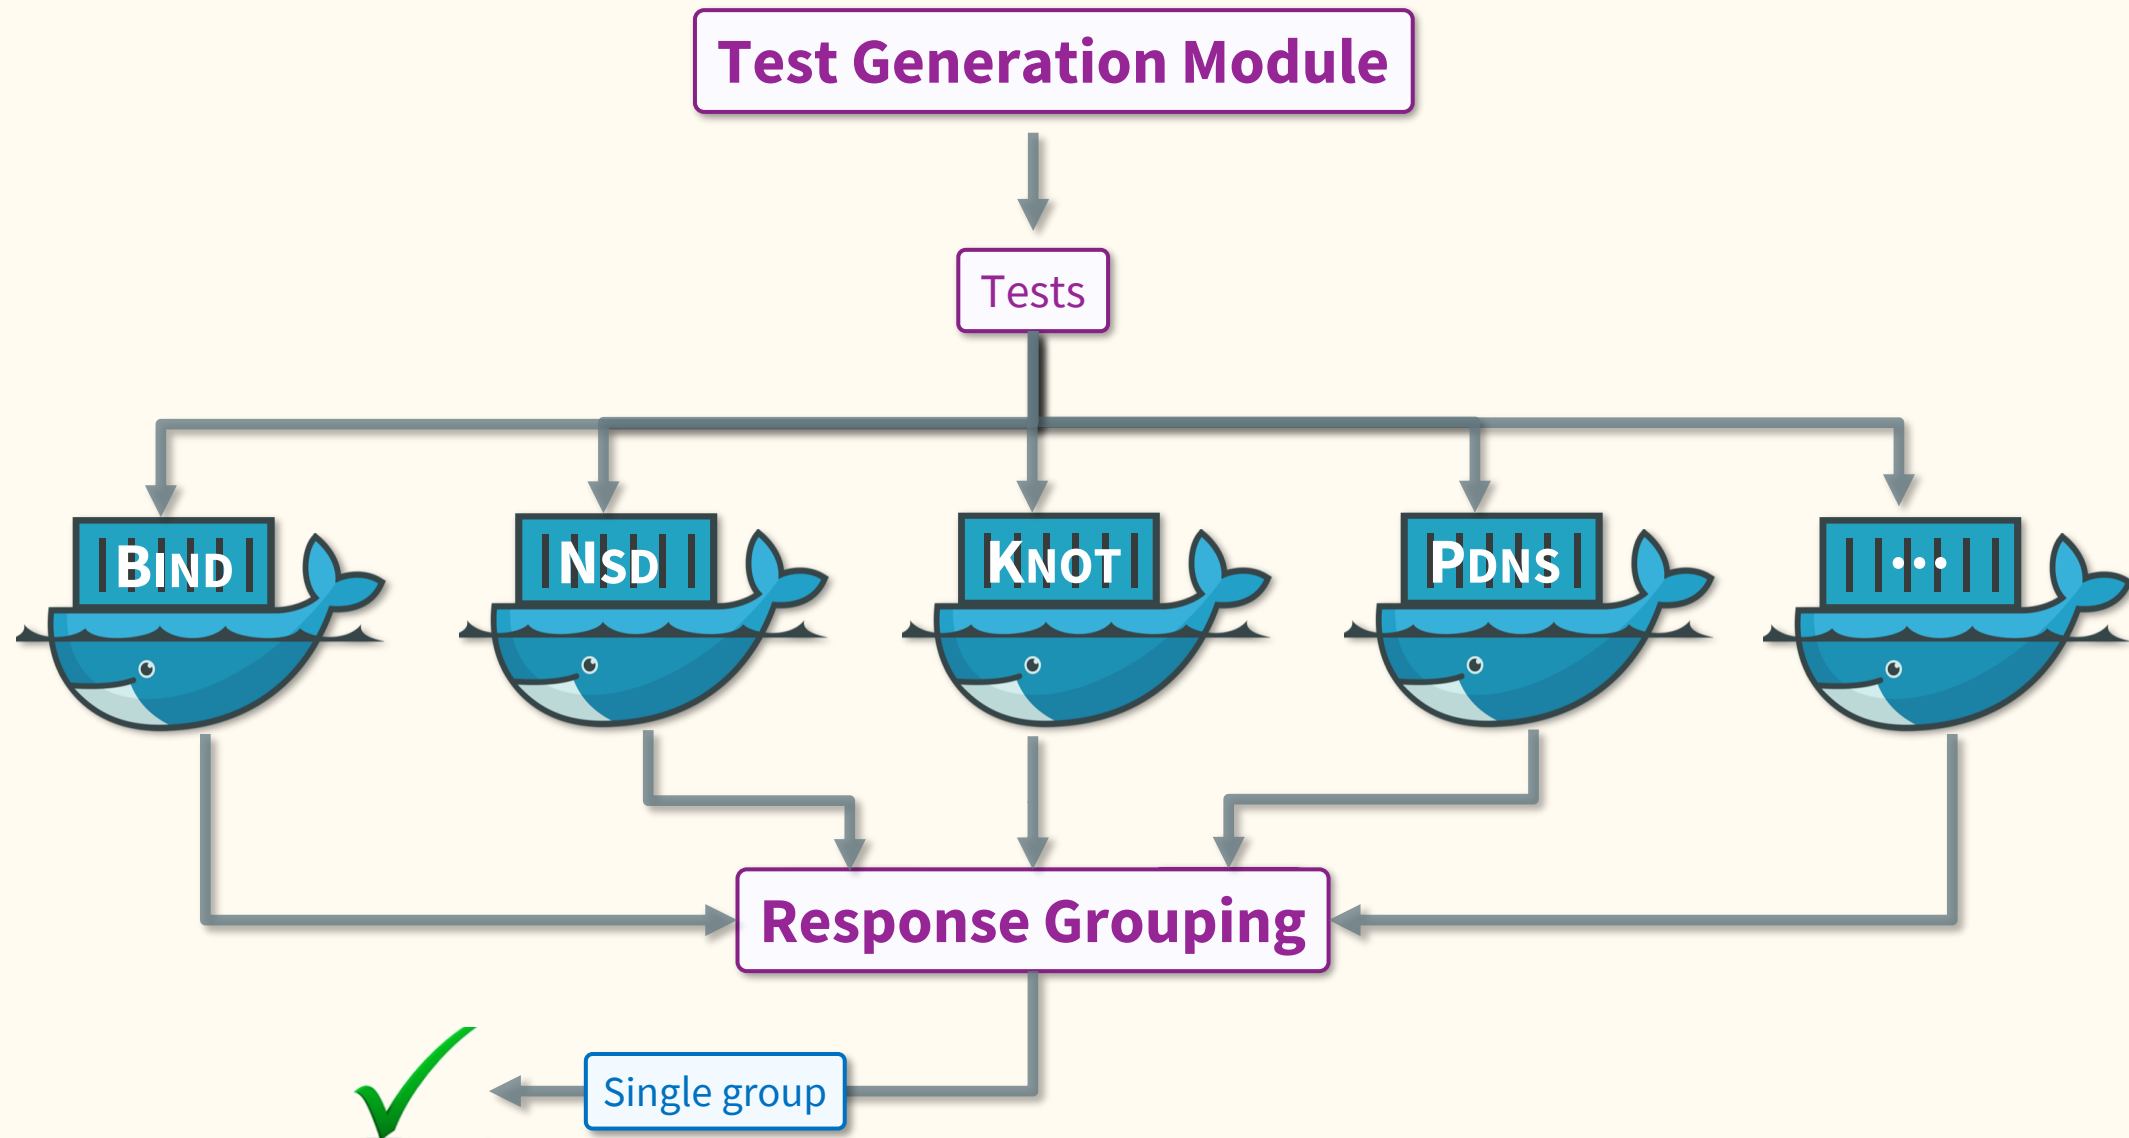 Test Generation Module
Tests
BIND
NSD
KNOT
PDNS
...
Response Grouping
Single group